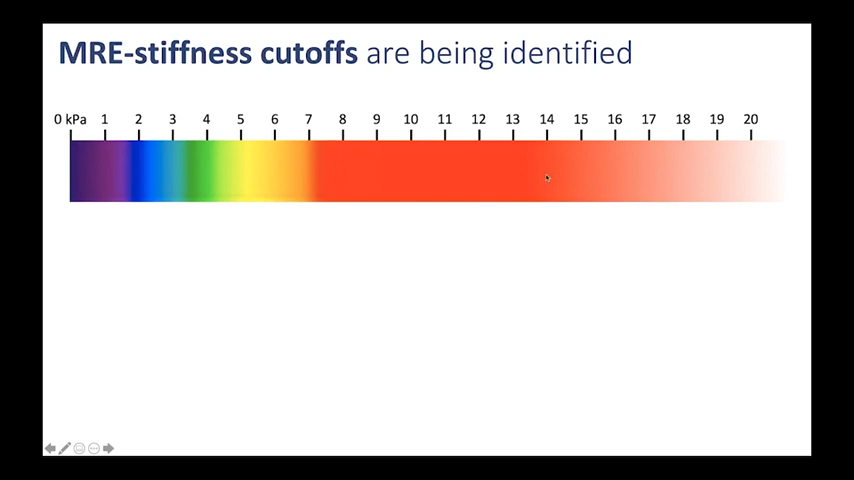 MRE-stiffness cutoffs are being identified
0 kPa 1 2 3 4 5 6 7 8 9 10 11 12 13 14 15 16 17 18 19 20